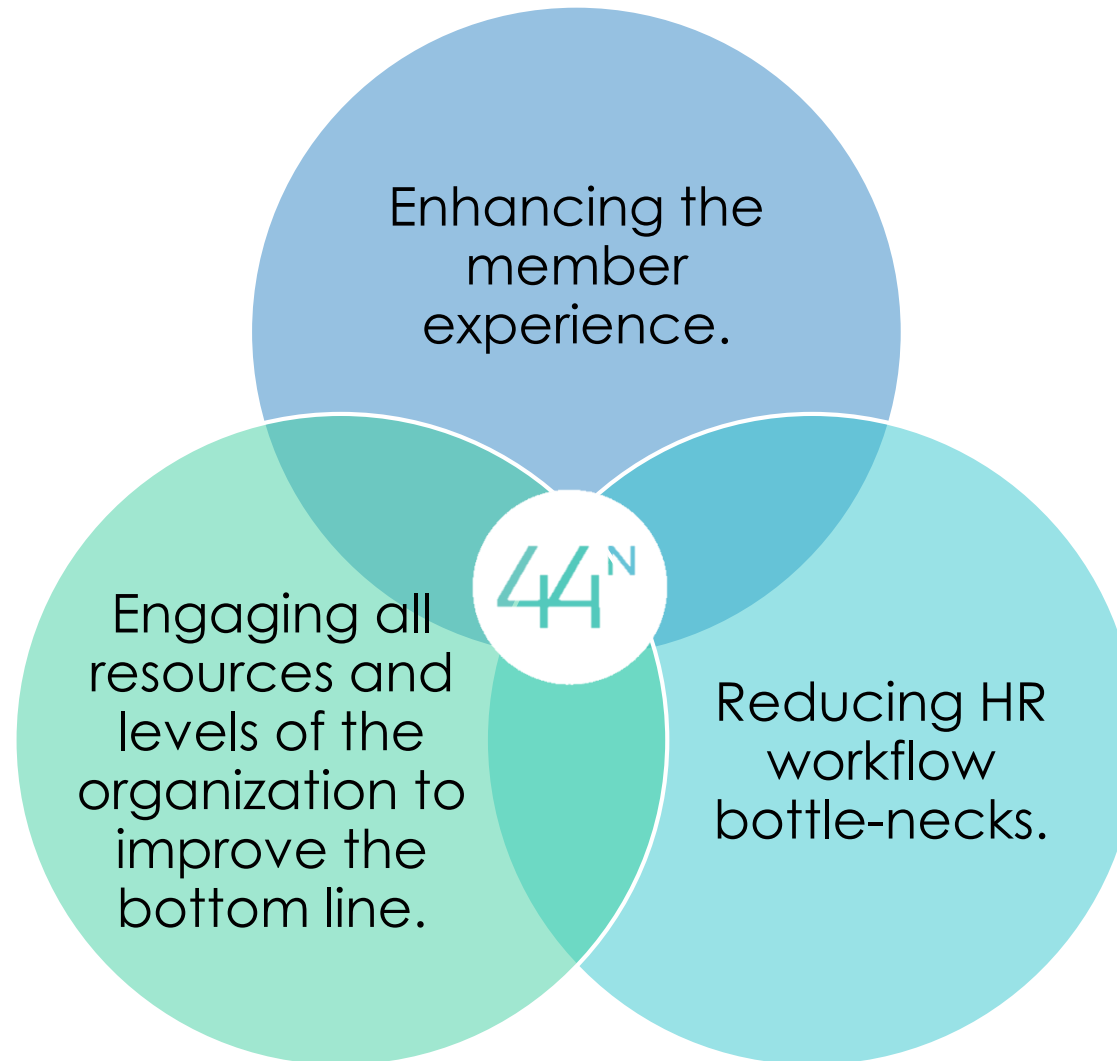 Enhancing the
member
experience.
44N
Engaging all
resources and
levels of the
organization to
improve the
bottom line.
Reducing HR
workflow
bottle-necks.